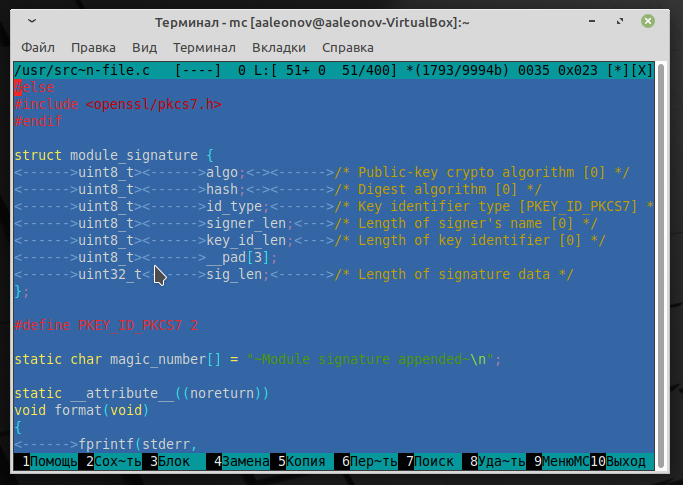 Терминал - mc [aaleonov@aaleonov-VirtualBox]:~
Файл Правка Вид Терминал Вкладки Справка
/usr/src~n-file.c [----] 0 L:[ 51+ 0 51/400] *(1793/9994b) 0035 0x023 [*][X]
#else
#include <openssl/pkcs7.h>
#endif
struct module_signature {
<------>uint8_t><------>algo;<-><------>/* Public-key crypto algorithm [0] */
<------>uint8_t><------>hash;<-><------>/* Digest algorithm [0] */
<------>uint8_t><------>id_type;<------>/* Key identifier type [PKEY_ID_PKCS7] *
<------>uint8_t><------>signer_len;<--->/* Length of signer's name [0] */
<------>uint8_t><------>key_id_len;<--->/* Length of key identifier [0] */
<------>uint8_t><------>__pad[3];
<------>uint32_t<------>sig_len;<------>/* Length of signature data */
};
#define PKEY_ID_PKCS7 2
static char magic_number[] = "~Module signature appended~\n";
static __attribute__((noreturn))
void format(void)
{
<------>fprintf(stderr,
1Помощь 2Сох~ть 3Блок 4Замена 5Копия 6Пер~ть 7Поиск 8Уда~ть 9МенюМС 10Выход